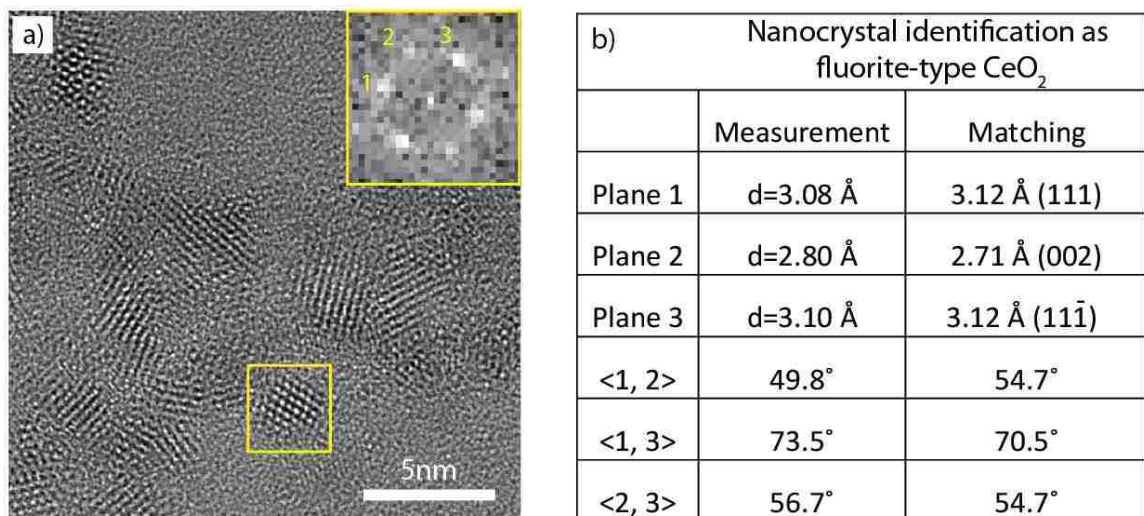 a)
1
2
3
5nm
b) Nanocrystal identification as
fluorite-type CeO₂
Measurement Matching
Plane 1 d=3.08 Å 3.12 Å (111)
Plane 2 d=2.80 Å 2.71 Å (002)
Plane 3 d=3.10 Å 3.12 Å (111̄)
<1, 2> 49.8˚ 54.7˚
<1, 3> 73.5˚ 70.5˚
<2, 3> 56.7˚ 54.7˚